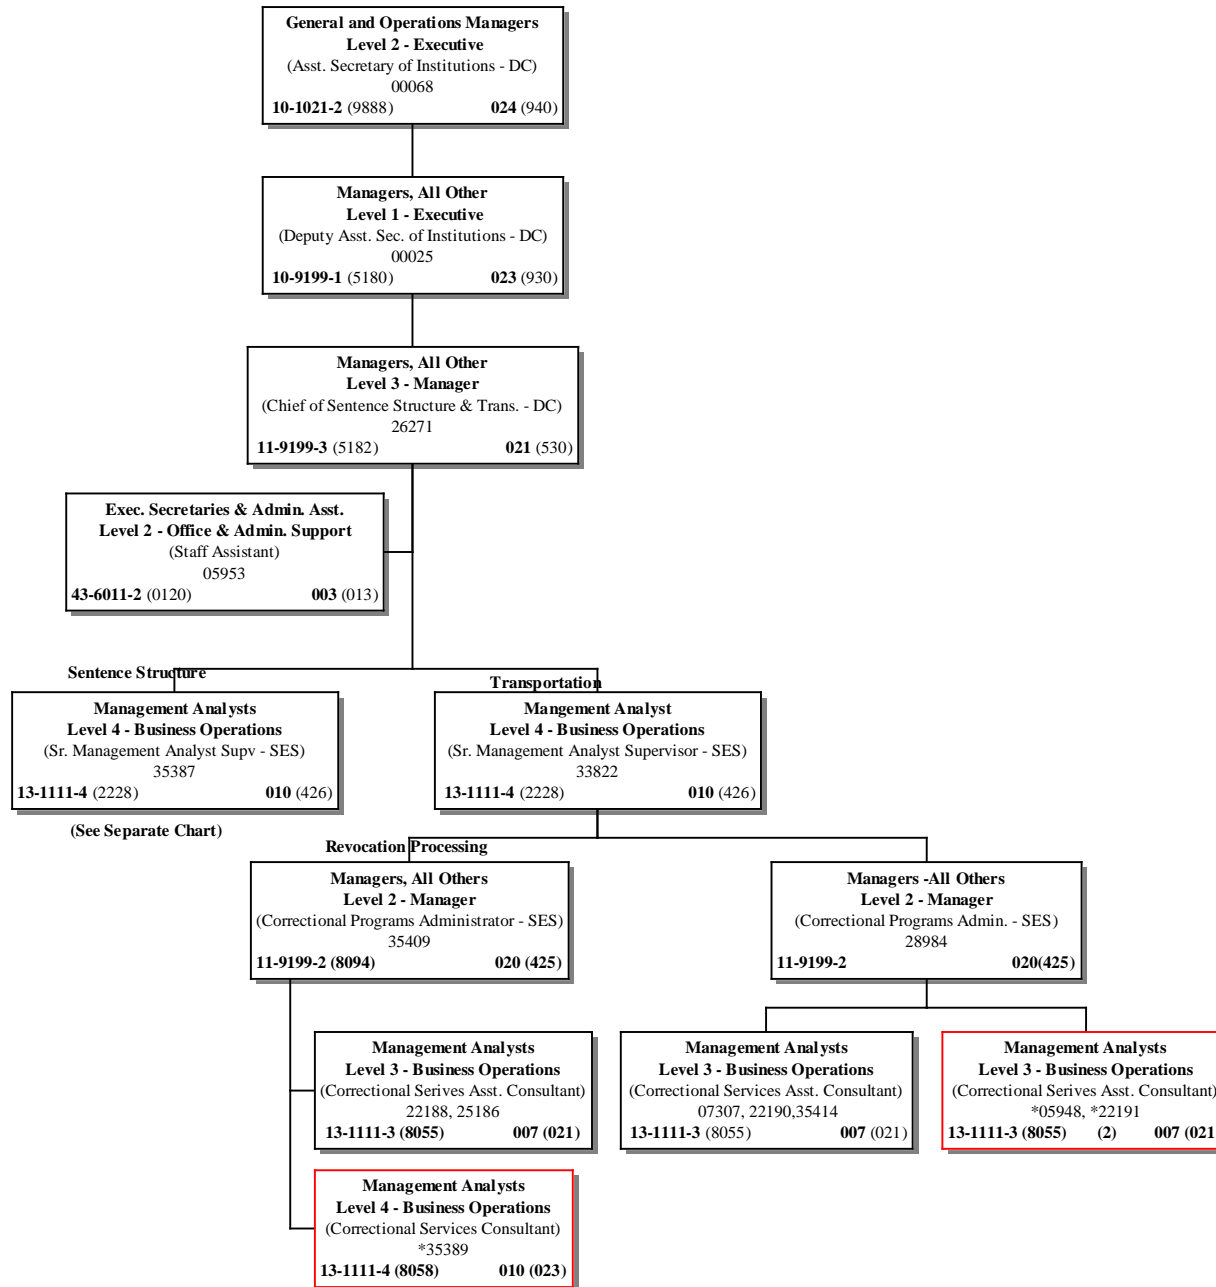 General and Operations Managers
Level 2 - Executive
(Asst. Secretary of Institutions - DC)
00068
10-1021-2 (9888) 024 (940)
Managers, All Other
Level 1 - Executive
(Deputy Asst. Sec. of Institutions - DC)
00025
10-9199-1 (5180) 023 (930)
Managers, All Other
Level 3 - Manager
(Chief of Sentence Structure & Trans. - DC)
26271
11-9199-3 (5182) 021 (530)
Exec. Secretaries & Admin. Asst.
Level 2 - Office & Admin. Support
(Staff Assistant)
05953
43-6011-2 (0120) 003 (013)
Sentence Structure
Management Analysts
Level 4 - Business Operations
(Sr. Management Analyst Supv - SES)
35387
13-1111-4 (2228) 010 (426)
(See Separate Chart)
Transportation
Mangement Analyst
Level 4 - Business Operations
(Sr. Management Analyst Supervisor - SES)
33822
13-1111-4 (2228) 010 (426)
Revocation Processing
Managers, All Others
Level 2 - Manager
(Correctional Programs Administrator - SES)
35409
11-9199-2 (8094) 020 (425)
Managers -All Others
Level 2 - Manager
(Correctional Programs Admin. - SES)
28984
11-9199-2 020(425)
Management Analysts
Level 3 - Business Operations
(Correctional Serives Asst. Consultant)
22188, 25186
13-1111-3 (8055) 007 (021)
Management Analysts
Level 3 - Business Operations
(Correctional Services Asst. Consultant)
07307, 22190,35414
13-1111-3 (8055) 007 (021)
Management Analysts
Level 3 - Business Operations
(Correctional Serives Asst. Consultant)
*05948, *22191
13-1111-3 (8055) (2) 007 (021
Management Analysts
Level 4 - Business Operations
(Correctional Services Consultant)
*35389
13-1111-4 (8058) 010 (023)